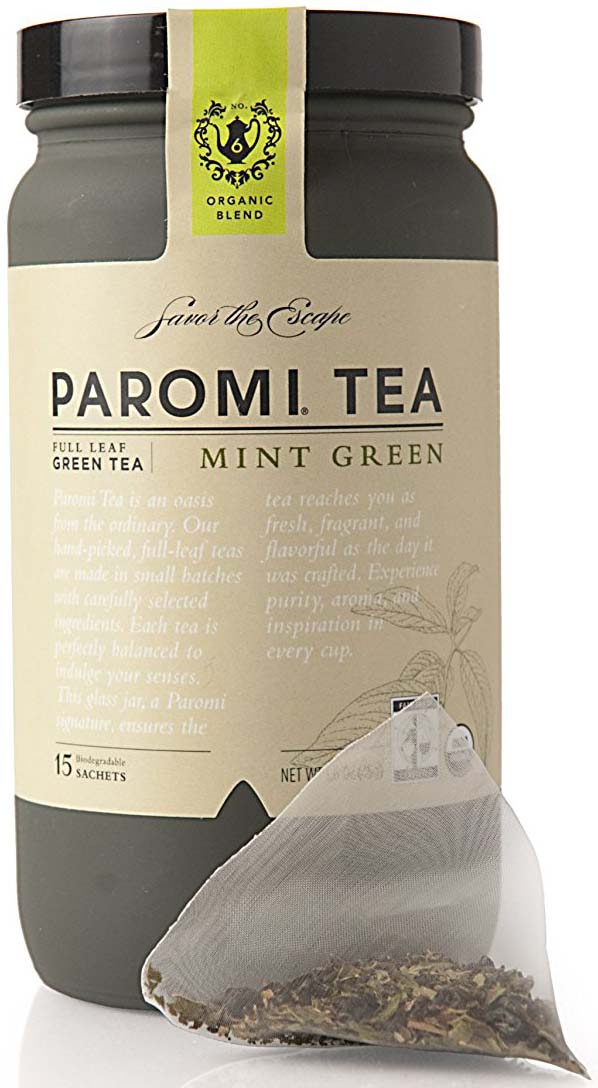 NO.
6
ORGANIC
BLEND
Savor the Escape
PAROMI® TEA
FULL LEAF
GREEN TEA
MINT GREEN
Paromi Tea is an oasis
from the ordinary. Our
hand-picked, full-leaf teas
are made in small batches
with carefully selected
ingredients. Each tea is
perfectly balanced to
indulge your senses.
This glass jar, a Paromi
signature, ensures the
tea reaches you as
fresh, fragrant, and
flavorful as the day it
was crafted. Experience
purity, aroma, and
inspiration in
every cup.
15 Biodegradable
SACHETS
NET